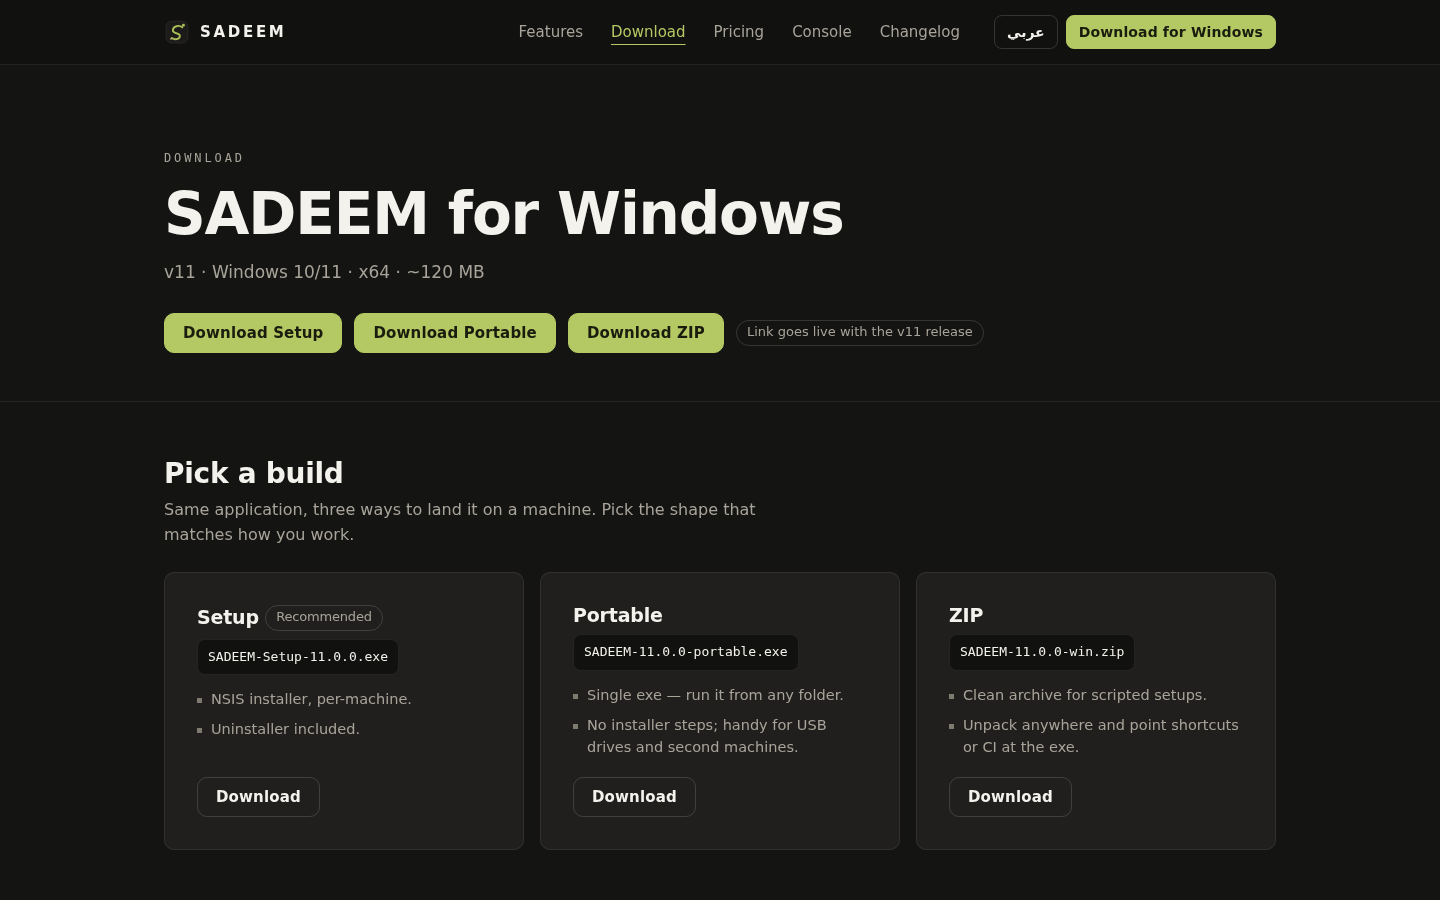 SADEEM
Features
Download
Pricing
Console
Changelog
عربي
Download for Windows
DOWNLOAD
SADEEM for Windows
v11 · Windows 10/11 · x64 · ~120 MB
Download Setup
Download Portable
Download ZIP
Link goes live with the v11 release
Pick a build
Same application, three ways to land it on a machine. Pick the shape that
matches how you work.
Setup
Recommended
SADEEM-Setup-11.0.0.exe
NSIS installer, per-machine.
Uninstaller included.
Download
Portable
SADEEM-11.0.0-portable.exe
Single exe — run it from any folder.
No installer steps; handy for USB
drives and second machines.
Download
ZIP
SADEEM-11.0.0-win.zip
Clean archive for scripted setups.
Unpack anywhere and point shortcuts
or CI at the exe.
Download